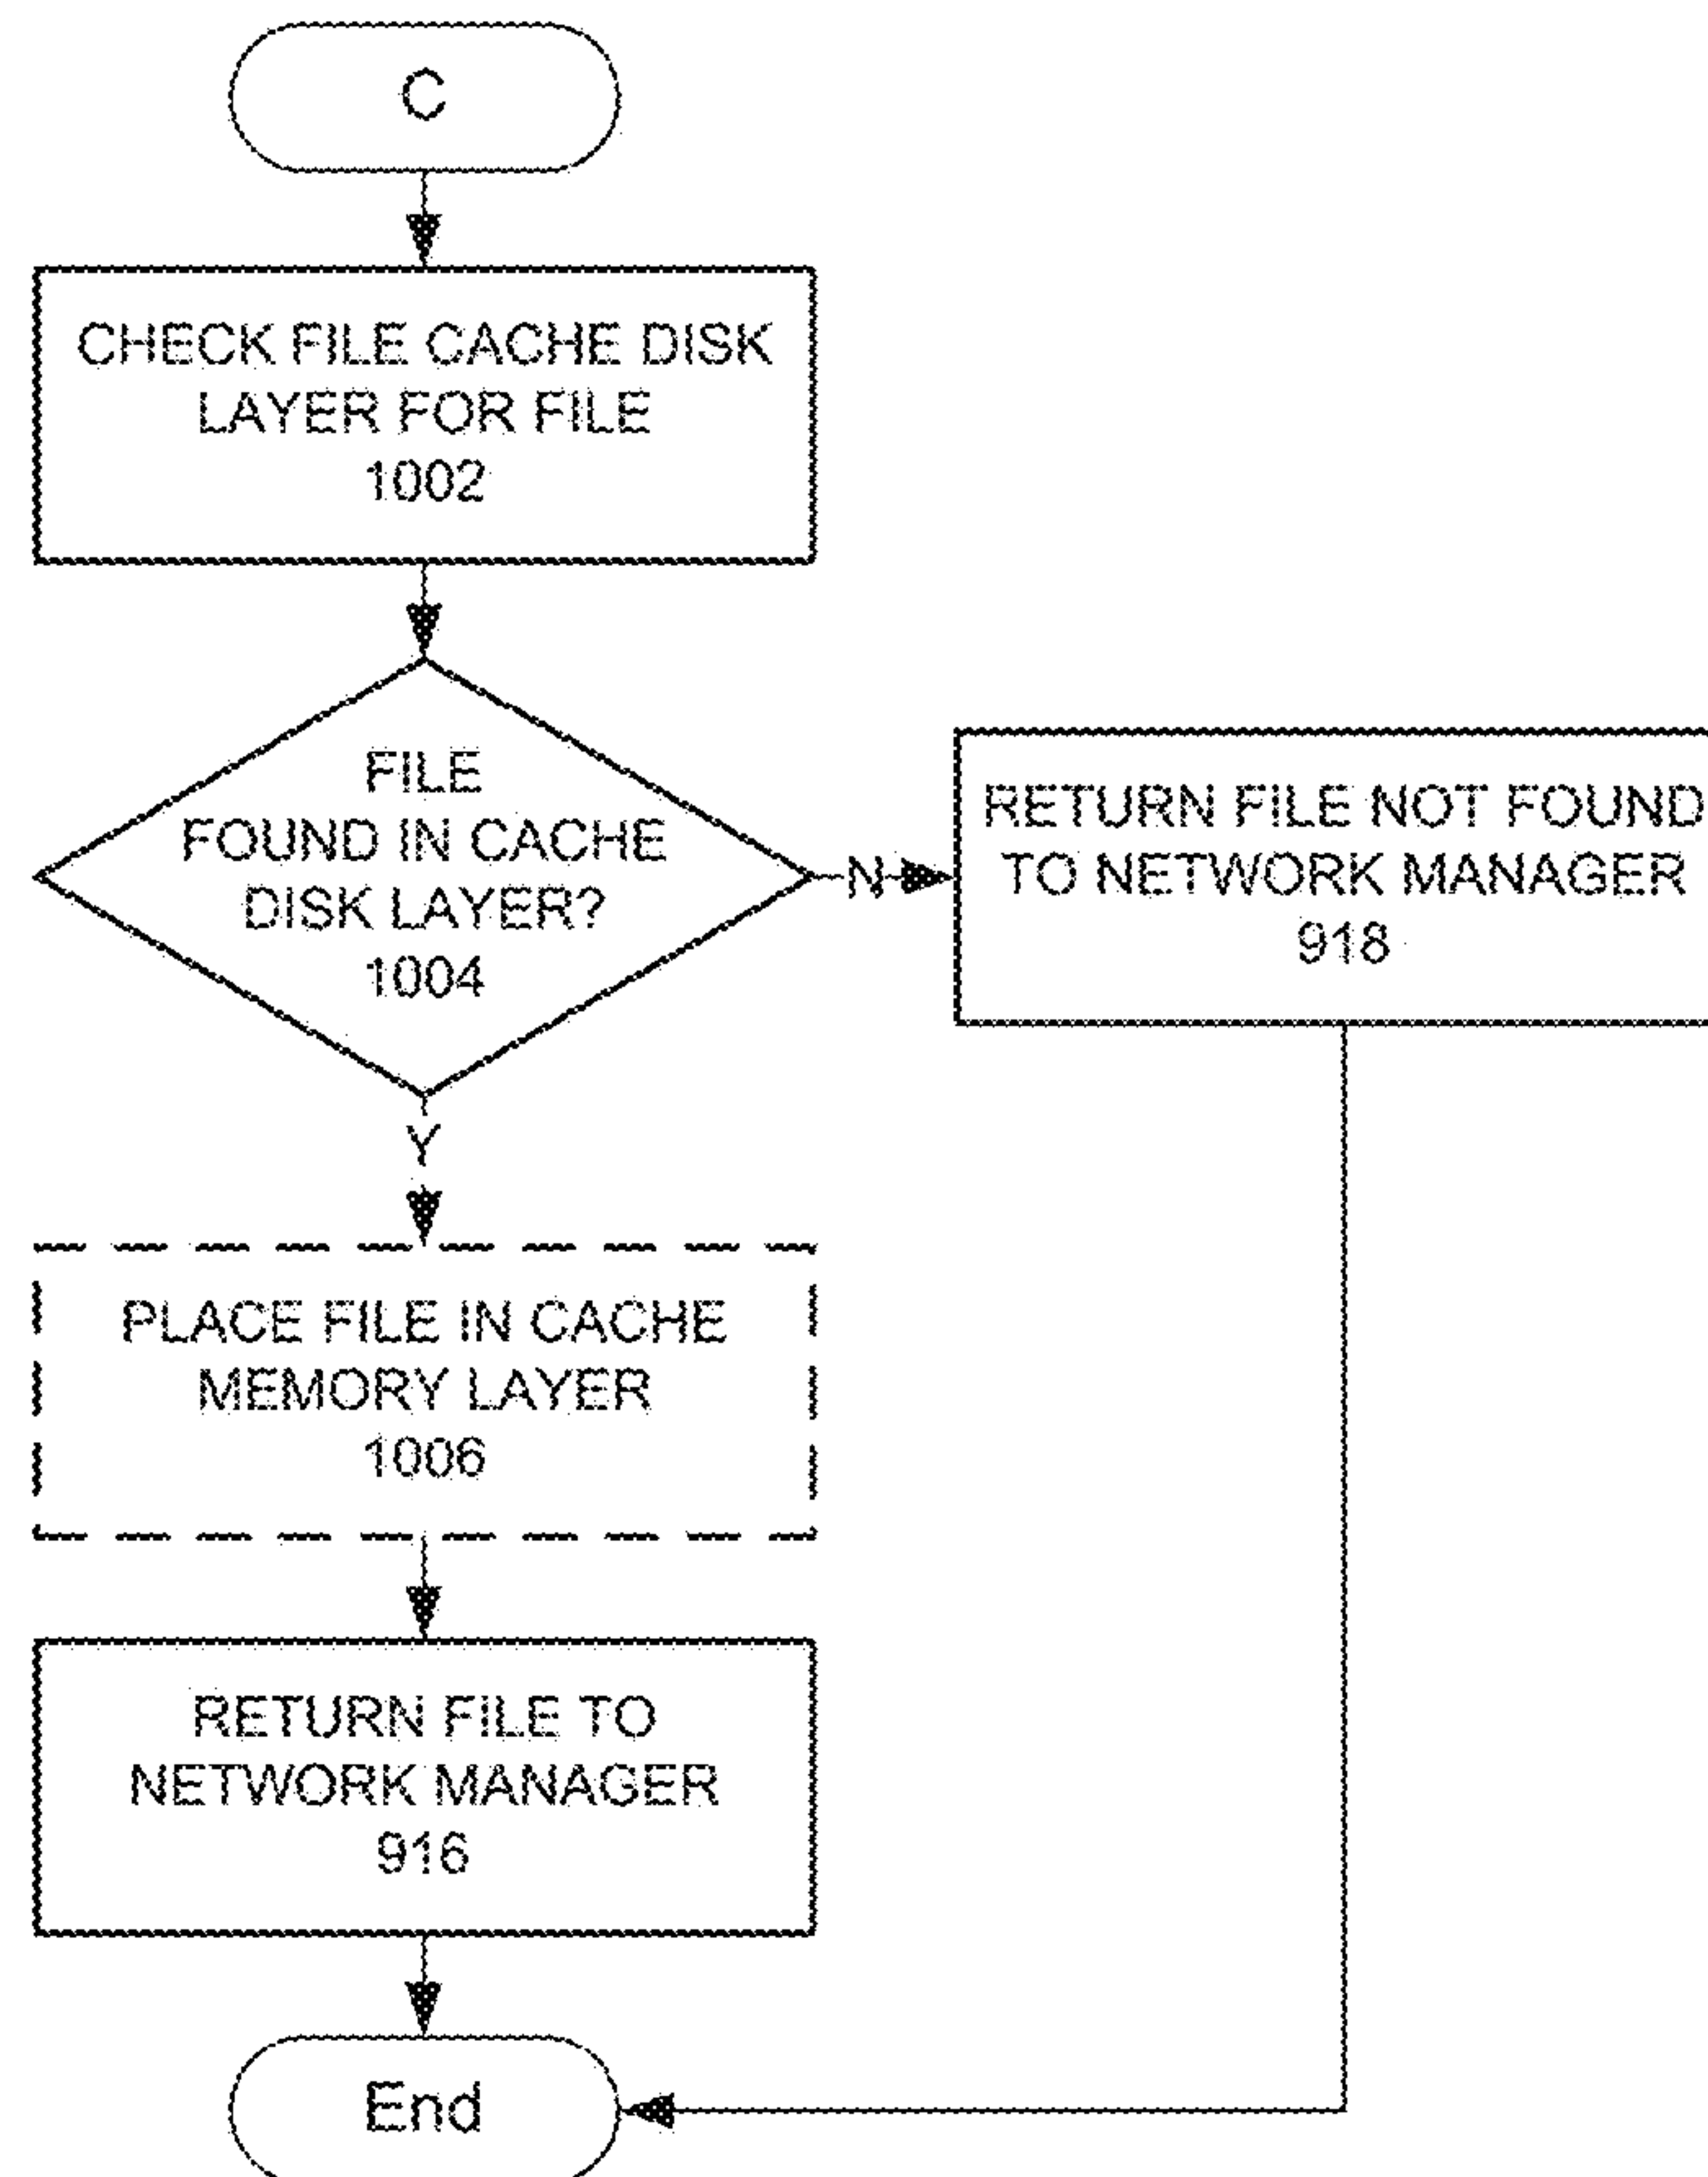 C
CHECK FILE CACHE DISK
LAYER FOR FILE
1002
FILE
FOUND IN CACHE
DISK LAYER?
1004
N
RETURN FILE NOT FOUND
TO NETWORK MANAGER
918
Y
PLACE FILE IN CACHE
MEMORY LAYER
1006
RETURN FILE TO
NETWORK MANAGER
916
End